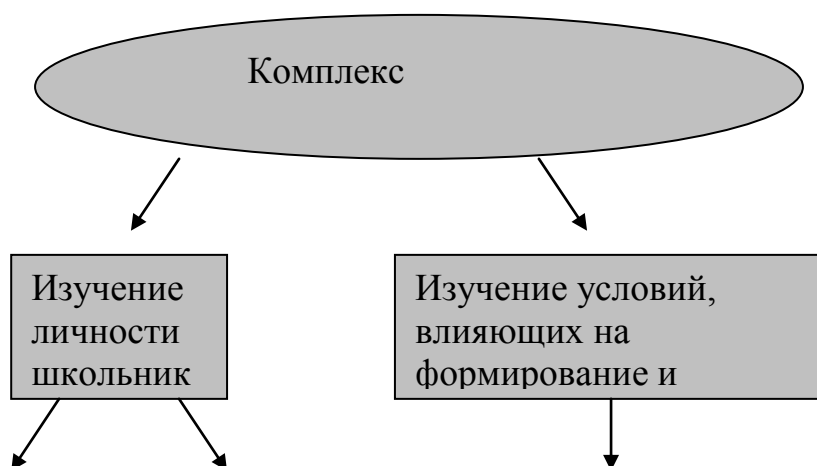 Комплекс
Изучение
личности
школьник
Изучение условий,
влияющих на
формирование и